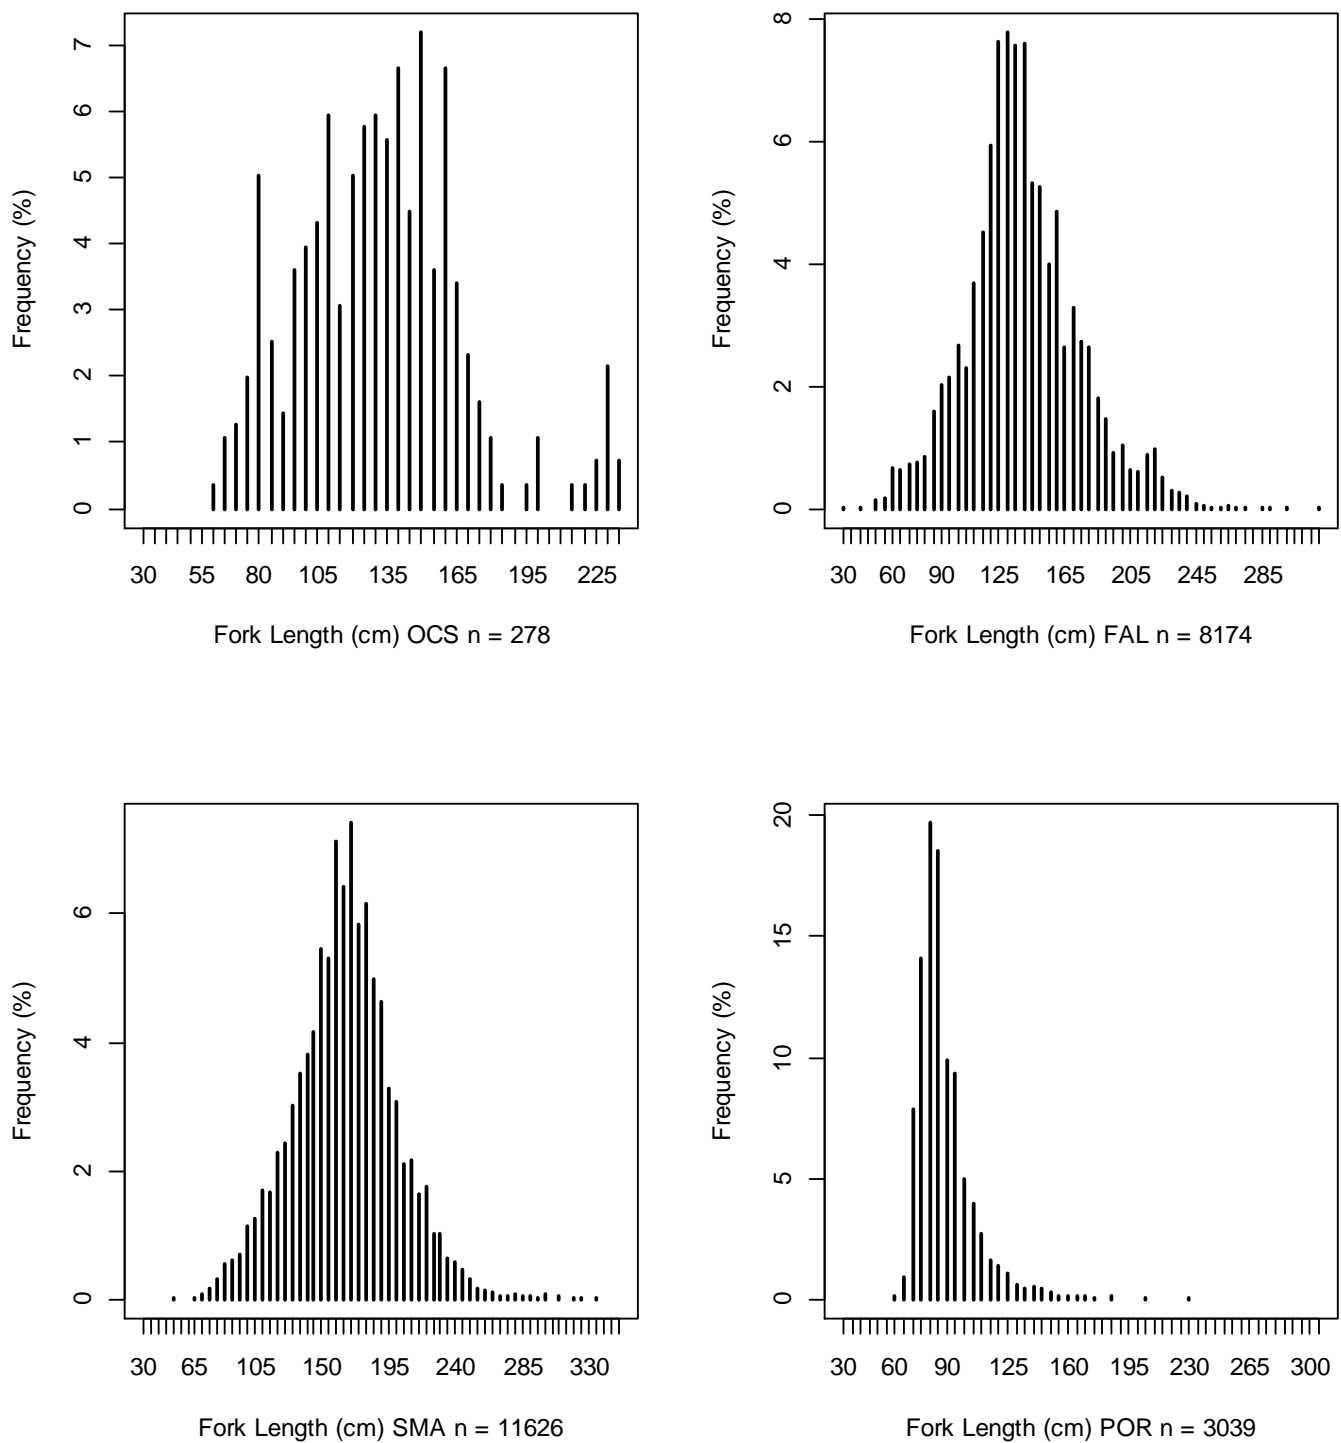 7
6
5
4
3
2
1
0
Frequency (%)
30 55 80 105 135 165 195 225
Fork Length (cm) OCS n = 278
8
6
4
2
0
Frequency (%)
30 60 90 125 165 205 245 285
Fork Length (cm) FAL n = 8174
6
4
2
0
Frequency (%)
30 65 105 150 195 240 285 330
Fork Length (cm) SMA n = 11626
20
15
10
5
0
Frequency (%)
30 60 90 125 160 195 230 265 300
Fork Length (cm) POR n = 3039